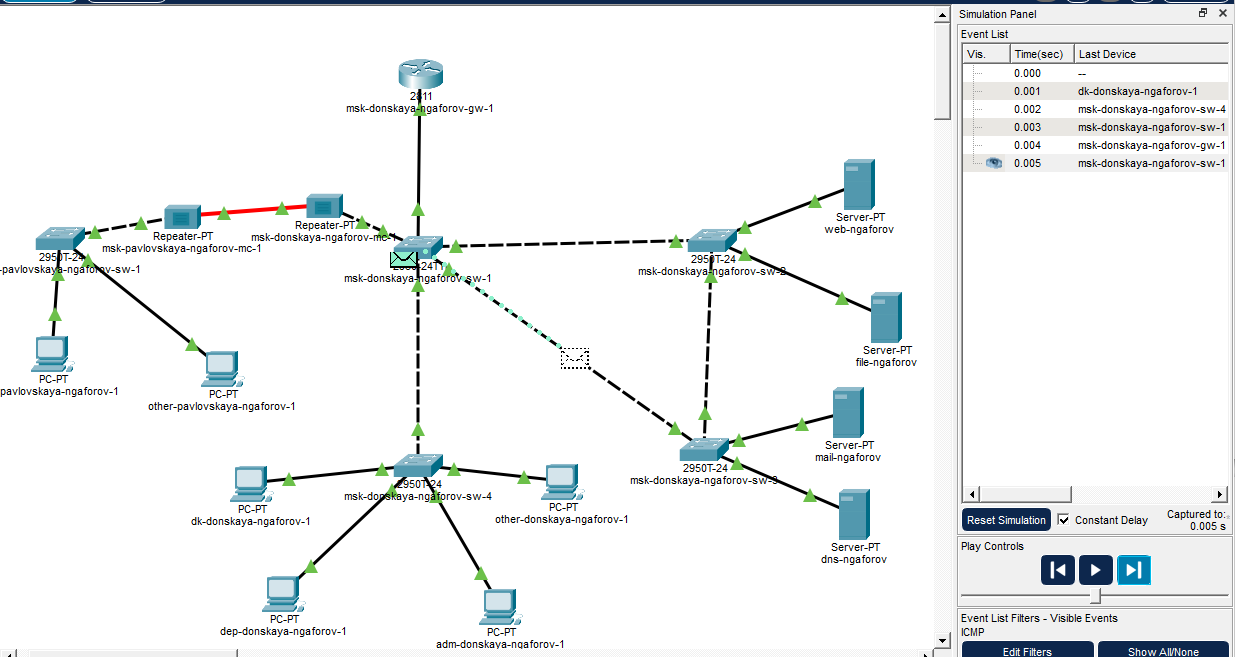 Simulation Panel
Event List
Vis. Time(sec) Last Device
0.000 --
0.001 dk-donskaya-ngaforov-1
0.002 msk-donskaya-ngaforov-sw-4
0.003 msk-donskaya-ngaforov-sw-1
0.004 msk-donskaya-ngaforov-gw-1
0.005 msk-donskaya-ngaforov-sw-1
Reset Simulation
Constant Delay
Captured to:
0.005 s
Play Controls
Event List Filters - Visible Events
ICMP
Edit Filters
Show All/None
2811
msk-donskaya-ngaforov-gw-1
Repeater-PT
msk-pavlovskaya-ngaforov-mc-1
Repeater-PT
msk-donskaya-ngaforov-mc-1
2950T-24
-pavlovskaya-ngaforov-sw-1
msk-donskaya-ngaforov-sw-1
2950T-24
msk-donskaya-ngaforov-sw-2
Server-PT
web-ngaforov
Server-PT
file-ngaforov
PC-PT
pavlovskaya-ngaforov-1
PC-PT
other-pavlovskaya-ngaforov-1
Server-PT
mail-ngaforov
2950T-24
msk-donskaya-ngaforov-sw-3
Server-PT
dns-ngaforov
2950T-24
msk-donskaya-ngaforov-sw-4
PC-PT
dk-donskaya-ngaforov-1
PC-PT
other-donskaya-ngaforov-1
PC-PT
dep-donskaya-ngaforov-1
PC-PT
adm-donskaya-ngaforov-1